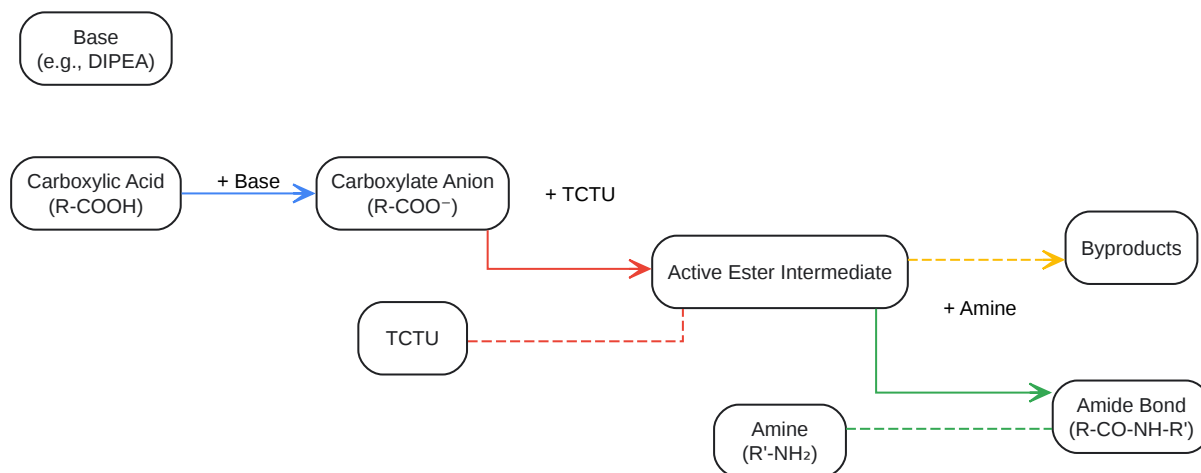 Base
(e.g., DIPEA)
Carboxylic Acid
(R-COOH)
+ Base
Carboxylate Anion
(R-COO⁻)
+ TCTU
Active Ester Intermediate
Byproducts
+ Amine
TCTU
Amine
(R'-NH₂)
Amide Bond
(R-CO-NH-R')